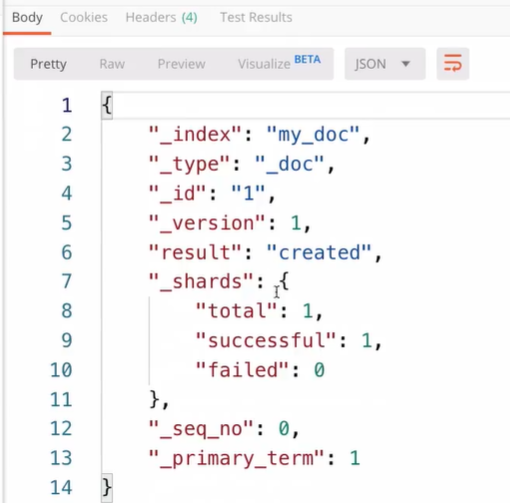 Body Cookies Headers (4) Test Results
Pretty Raw Preview Visualize BETA JSON
1 {
2 "_index": "my_doc",
3 "_type": "_doc",
4 "_id": "1",
5 "_version": 1,
6 "result": "created",
7 "_shards": {
8 "total": 1,
9 "successful": 1,
10 "failed": 0
11 },
12 "_seq_no": 0,
13 "_primary_term": 1
14 }